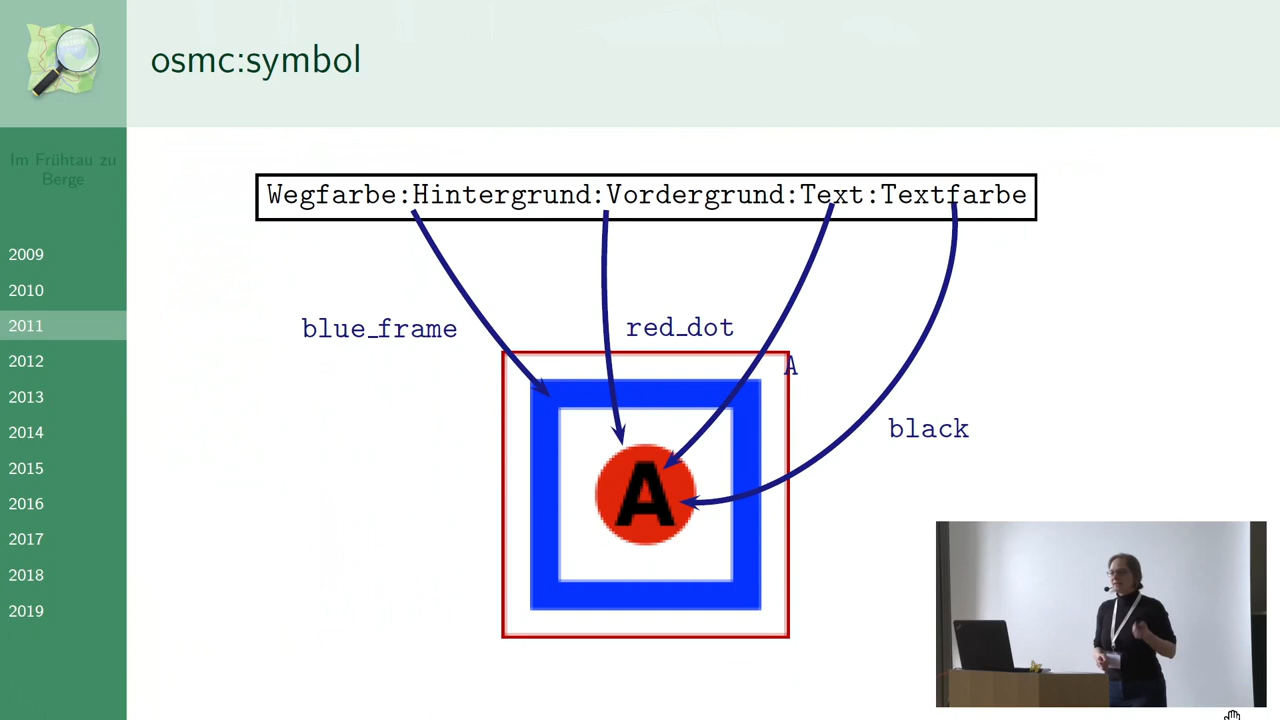 osmc:symbol
Im Frühtau zu
Berge
2009
2010
2011
2012
2013
2014
2015
2016
2017
2018
2019
Wegfarbe:Hintergrund:Vordergrund:Text:Textfarbe
blue_frame
red_dot
A
black
A